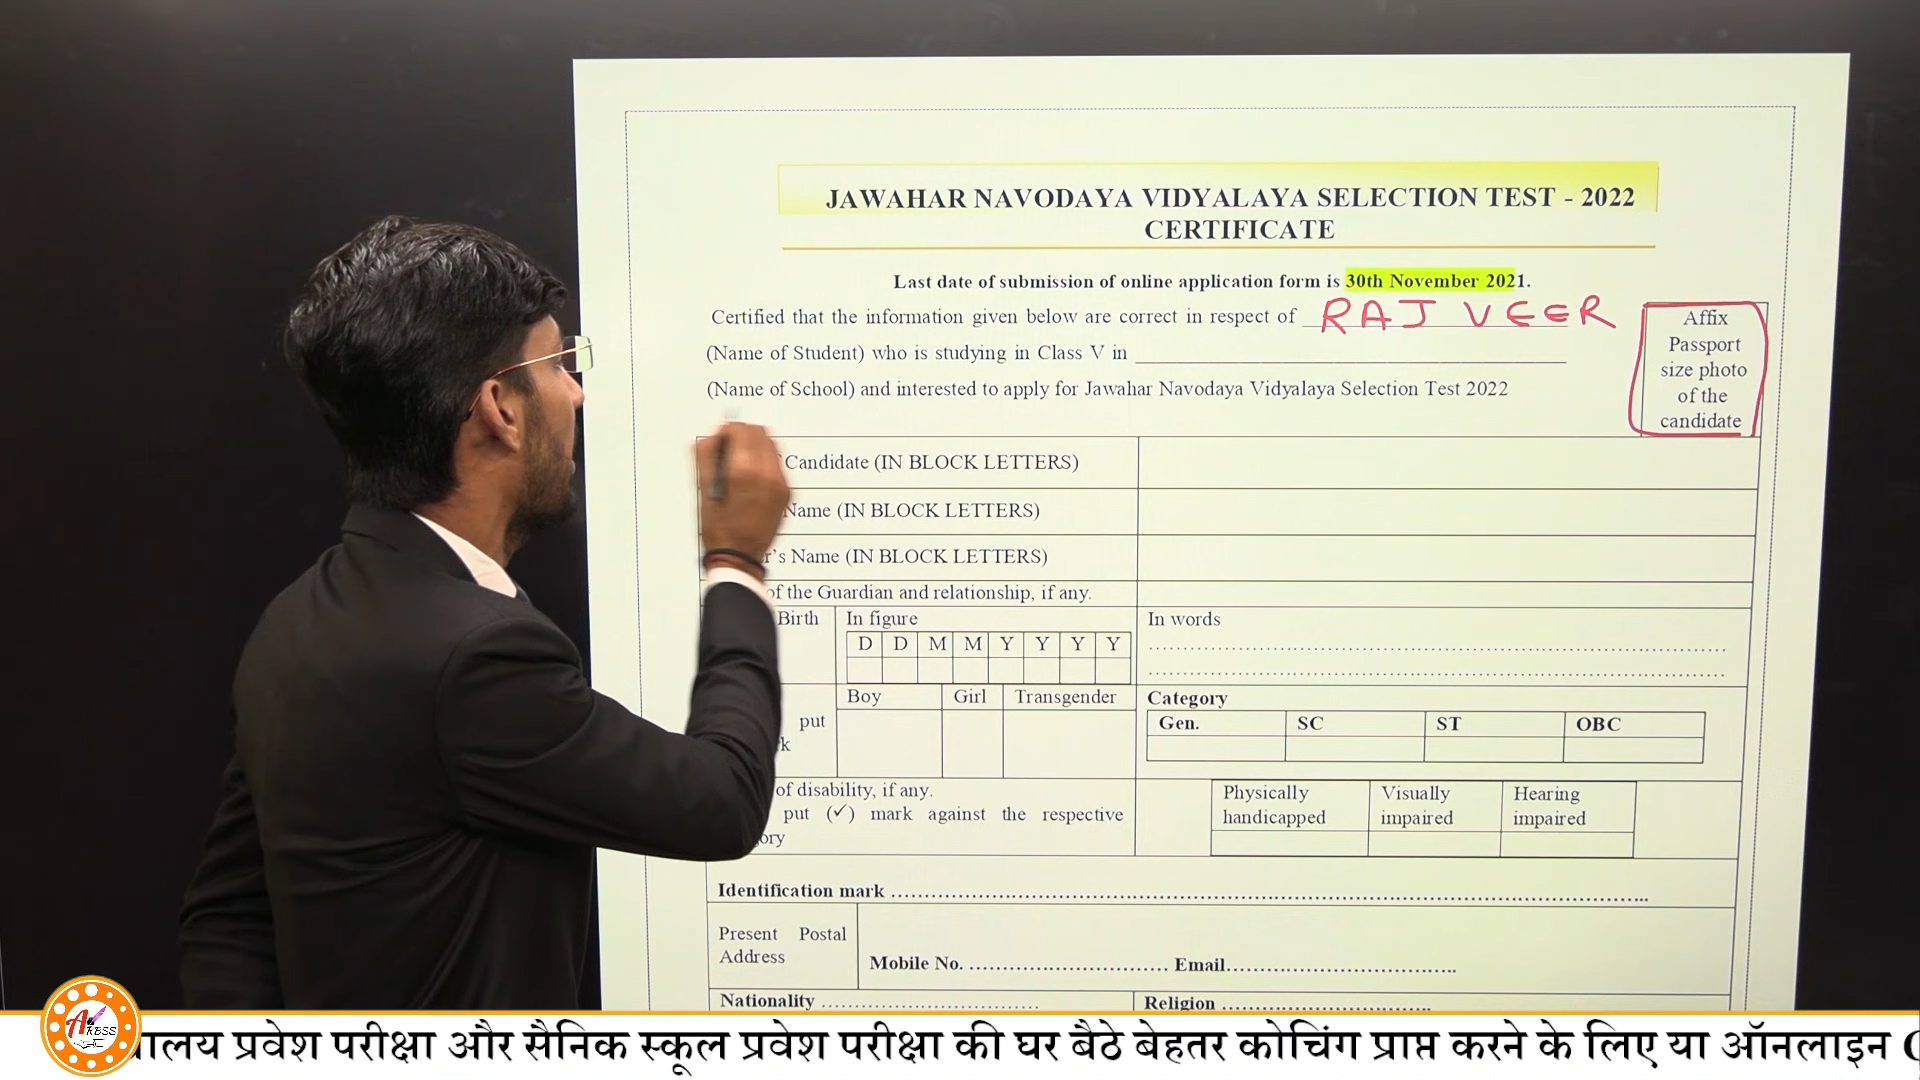 JAWAHAR NAVODAYA VIDYALAYA SELECTION TEST - 2022
CERTIFICATE
Last date of submission of online application form is 30th November 2021.
Certified that the information given below are correct in respect of RAJ VEER
(Name of Student) who is studying in Class V in
(Name of School) and interested to apply for Jawahar Navodaya Vidyalaya Selection Test 2022
Affix
Passport
size photo
of the
candidate
Candidate (IN BLOCK LETTERS)
Name (IN BLOCK LETTERS)
Name (IN BLOCK LETTERS)
of the Guardian and relationship, if any.
Birth
In figure
D D M M Y Y Y Y
In words
put
Boy Girl Transgender
Category
Gen. SC ST OBC
of disability, if any.
put (✓) mark against the respective
Physically handicapped
Visually impaired
Hearing impaired
Identification mark
Present Postal
Address
Mobile No. Email
Nationality Religion
ARBSS
प्रवेश परीक्षा और सैनिक स्कूल प्रवेश परीक्षा की घर बैठे बेहतर कोचिंग प्राप्त करने के लिए या ऑनलाइन